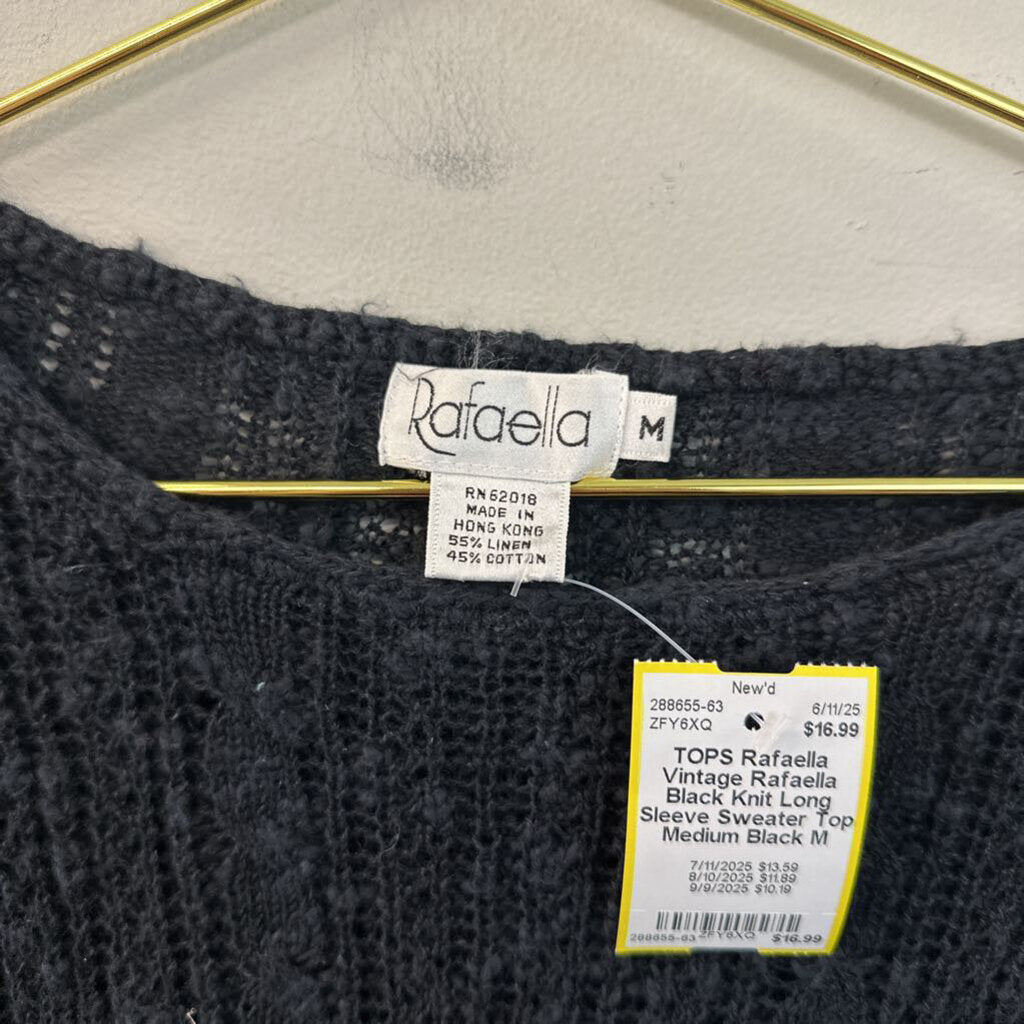 Rafaella
M
RN 62018
MADE IN
HONG KONG
55% LINEN
45% COTTON
New'd
288655-63 6/11/25
ZFY6XQ $16.99
TOPS Rafaella
Vintage Rafaella
Black Knit Long
Sleeve Sweater Top
Medium Black M
7/11/2025 $13.59
8/10/2025 $11.89
9/9/2025 $10.19
288655-63 ZFY6XQ $16.99